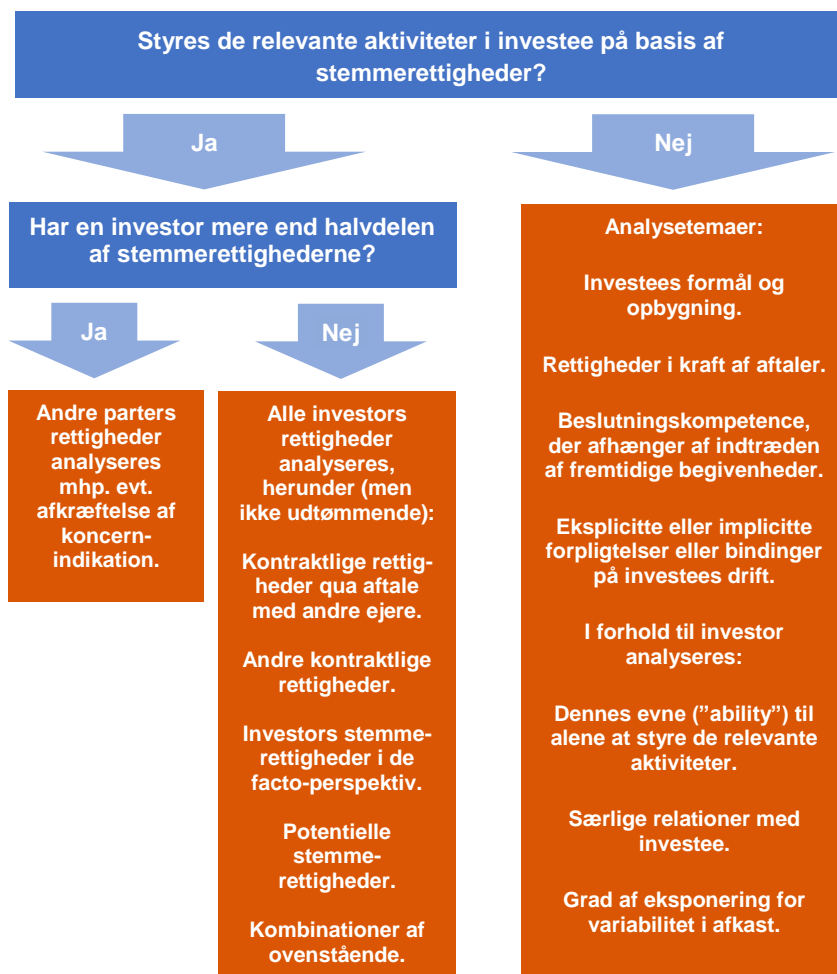 Styres de relevante aktiviteter i investee på basis af
stemmerettigheder?
Ja
Nej
Har en investor mere end halvdelen
af stemmerettighederne?
Ja
Nej
Andre parters
rettigheder
analyseres
mhp. evt.
afkræftelse af
koncern-
indikation.
Alle investors
rettigheder
analyseres,
herunder (men
ikke udtømmende):
Kontraktlige rettig-
heder qua aftale
med andre ejere.
Andre kontraktlige
rettigheder.
Investors stemme-
rettigheder i de
facto-perspektiv.
Potentielle
stemme-
rettigheder.
Kombinationer af
ovenstående.
Analysetemaer:
Investees formål og
opbygning.
Rettigheder i kraft af aftaler.
Beslutningskompetence,
der afhænger af indtræden
af fremtidige begivenheder.
Eksplicitte eller implicitte
forpligtelser eller bindinger
på investees drift.
I forhold til investor
analyseres:
Dennes evne (”ability”) til
alene at styre de relevante
aktiviteter.
Særlige relationer med
investee.
Grad af eksponering for
variabilitet i afkast.